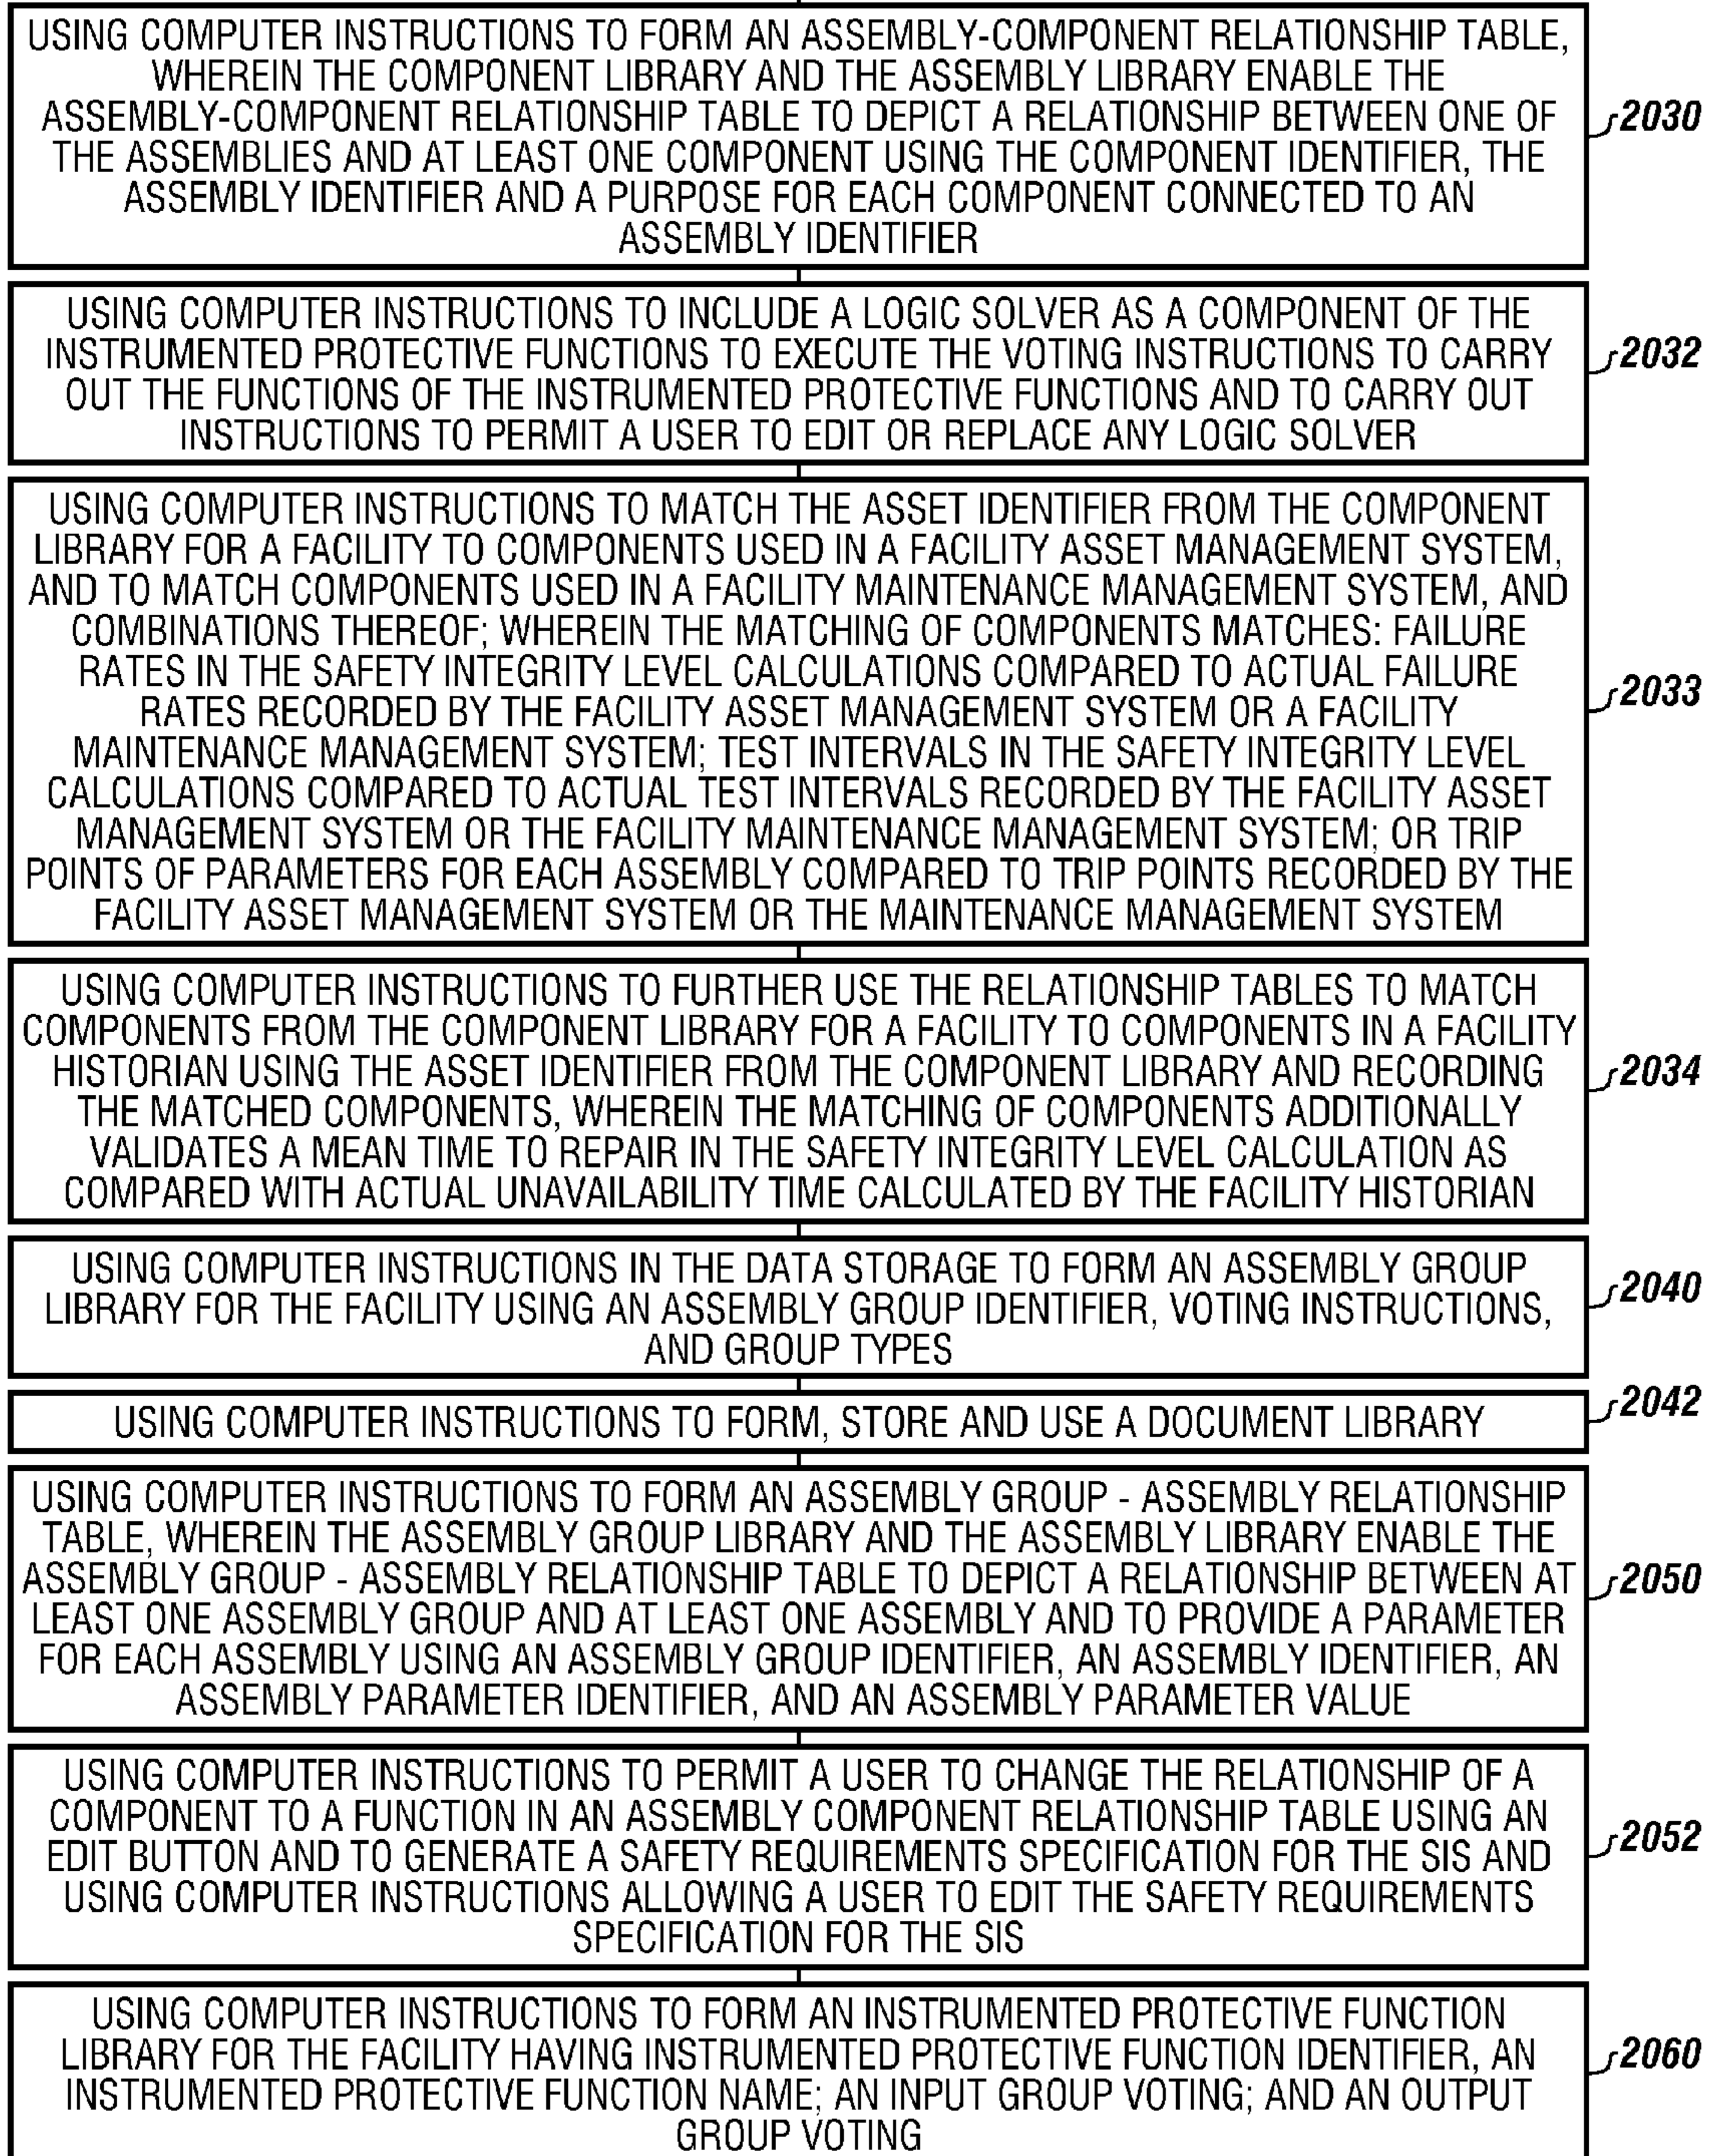 USING COMPUTER INSTRUCTIONS TO FORM AN ASSEMBLY-COMPONENT RELATIONSHIP TABLE,
WHEREIN THE COMPONENT LIBRARY AND THE ASSEMBLY LIBRARY ENABLE THE
ASSEMBLY-COMPONENT RELATIONSHIP TABLE TO DEPICT A RELATIONSHIP BETWEEN ONE OF
THE ASSEMBLIES AND AT LEAST ONE COMPONENT USING THE COMPONENT IDENTIFIER, THE
ASSEMBLY IDENTIFIER AND A PURPOSE FOR EACH COMPONENT CONNECTED TO AN
ASSEMBLY IDENTIFIER
2030
USING COMPUTER INSTRUCTIONS TO INCLUDE A LOGIC SOLVER AS A COMPONENT OF THE
INSTRUMENTED PROTECTIVE FUNCTIONS TO EXECUTE THE VOTING INSTRUCTIONS TO CARRY
OUT THE FUNCTIONS OF THE INSTRUMENTED PROTECTIVE FUNCTIONS AND TO CARRY OUT
INSTRUCTIONS TO PERMIT A USER TO EDIT OR REPLACE ANY LOGIC SOLVER
2032
USING COMPUTER INSTRUCTIONS TO MATCH THE ASSET IDENTIFIER FROM THE COMPONENT
LIBRARY FOR A FACILITY TO COMPONENTS USED IN A FACILITY ASSET MANAGEMENT SYSTEM,
AND TO MATCH COMPONENTS USED IN A FACILITY MAINTENANCE MANAGEMENT SYSTEM, AND
COMBINATIONS THEREOF; WHEREIN THE MATCHING OF COMPONENTS MATCHES: FAILURE
RATES IN THE SAFETY INTEGRITY LEVEL CALCULATIONS COMPARED TO ACTUAL FAILURE
RATES RECORDED BY THE FACILITY ASSET MANAGEMENT SYSTEM OR A FACILITY
MAINTENANCE MANAGEMENT SYSTEM; TEST INTERVALS IN THE SAFETY INTEGRITY LEVEL
CALCULATIONS COMPARED TO ACTUAL TEST INTERVALS RECORDED BY THE FACILITY ASSET
MANAGEMENT SYSTEM OR THE FACILITY MAINTENANCE MANAGEMENT SYSTEM; OR TRIP
POINTS OF PARAMETERS FOR EACH ASSEMBLY COMPARED TO TRIP POINTS RECORDED BY THE
FACILITY ASSET MANAGEMENT SYSTEM OR THE MAINTENANCE MANAGEMENT SYSTEM
2033
USING COMPUTER INSTRUCTIONS TO FURTHER USE THE RELATIONSHIP TABLES TO MATCH
COMPONENTS FROM THE COMPONENT LIBRARY FOR A FACILITY TO COMPONENTS IN A FACILITY
HISTORIAN USING THE ASSET IDENTIFIER FROM THE COMPONENT LIBRARY AND RECORDING
THE MATCHED COMPONENTS, WHEREIN THE MATCHING OF COMPONENTS ADDITIONALLY
VALIDATES A MEAN TIME TO REPAIR IN THE SAFETY INTEGRITY LEVEL CALCULATION AS
COMPARED WITH ACTUAL UNAVAILABILITY TIME CALCULATED BY THE FACILITY HISTORIAN
2034
USING COMPUTER INSTRUCTIONS IN THE DATA STORAGE TO FORM AN ASSEMBLY GROUP
LIBRARY FOR THE FACILITY USING AN ASSEMBLY GROUP IDENTIFIER, VOTING INSTRUCTIONS,
AND GROUP TYPES
2040
USING COMPUTER INSTRUCTIONS TO FORM, STORE AND USE A DOCUMENT LIBRARY
2042
USING COMPUTER INSTRUCTIONS TO FORM AN ASSEMBLY GROUP - ASSEMBLY RELATIONSHIP
TABLE, WHEREIN THE ASSEMBLY GROUP LIBRARY AND THE ASSEMBLY LIBRARY ENABLE THE
ASSEMBLY GROUP - ASSEMBLY RELATIONSHIP TABLE TO DEPICT A RELATIONSHIP BETWEEN AT
LEAST ONE ASSEMBLY GROUP AND AT LEAST ONE ASSEMBLY AND TO PROVIDE A PARAMETER
FOR EACH ASSEMBLY USING AN ASSEMBLY GROUP IDENTIFIER, AN ASSEMBLY IDENTIFIER, AN
ASSEMBLY PARAMETER IDENTIFIER, AND AN ASSEMBLY PARAMETER VALUE
2050
USING COMPUTER INSTRUCTIONS TO PERMIT A USER TO CHANGE THE RELATIONSHIP OF A
COMPONENT TO A FUNCTION IN AN ASSEMBLY COMPONENT RELATIONSHIP TABLE USING AN
EDIT BUTTON AND TO GENERATE A SAFETY REQUIREMENTS SPECIFICATION FOR THE SIS AND
USING COMPUTER INSTRUCTIONS ALLOWING A USER TO EDIT THE SAFETY REQUIREMENTS
SPECIFICATION FOR THE SIS
2052
USING COMPUTER INSTRUCTIONS TO FORM AN INSTRUMENTED PROTECTIVE FUNCTION
LIBRARY FOR THE FACILITY HAVING INSTRUMENTED PROTECTIVE FUNCTION IDENTIFIER, AN
INSTRUMENTED PROTECTIVE FUNCTION NAME; AN INPUT GROUP VOTING; AND AN OUTPUT
GROUP VOTING
2060